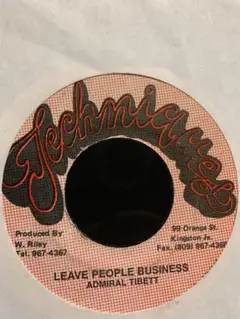 Techniques
Produced By
W. Riley
Tel. 967-4367
99 Orange St.
Kingston Ja.
Fax. (809) 967-4367
LEAVE PEOPLE BUSINESS
ADMIRAL TIBETT